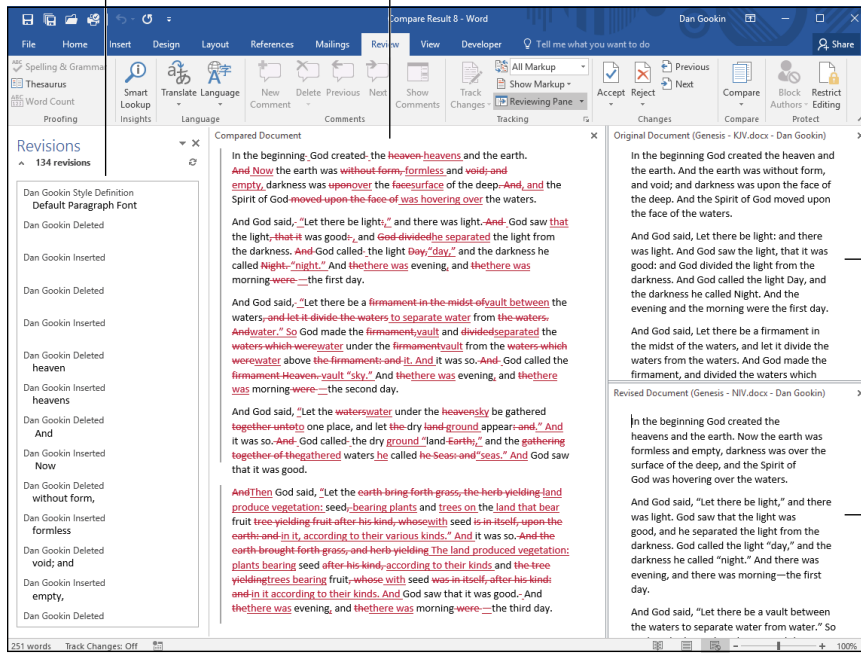 Compare Result 8 - Word
Dan Gookin
File Home Insert Design Layout References Mailings Review View Developer Tell me what you want to do Share
Spelling & Grammar
Thesaurus
Word Count
Proofing
Smart
Lookup
Insights
Translate Language
Language
New
Comment
Delete Previous Next
Show
Comments
Comments
Track
Changes
All Markup
Show Markup
Reviewing Pane
Tracking
Accept Reject
Previous
Next
Changes
Compare
Compare
Block
Authors
Restrict
Editing
Protect
Revisions
134 revisions
Dan Gookin Style Definition
Default Paragraph Font
Dan Gookin Deleted
Dan Gookin Inserted
Dan Gookin Deleted
Dan Gookin Inserted
Dan Gookin Deleted
heaven
Dan Gookin Inserted
heavens
Dan Gookin Deleted
And
Dan Gookin Inserted
Now
Dan Gookin Deleted
without form,
Dan Gookin Inserted
formless
Dan Gookin Deleted
void; and
Dan Gookin Inserted
empty,
Dan Gookin Deleted
Compared Document
In the beginning God created the heaven heavens and the earth.
And Now the earth was without form, formless and void; and
empty, darkness was uponover the facesurface of the deep. And, and the
Spirit of God moved upon the face of was hovering over the waters.
And God said, "Let there be light:," and there was light. And God saw that
the light, that it was good:, and God dividedhe separated the light from
the darkness. And God called the light Day,"day," and the darkness he
called Night. "night." And thethere was evening, and thethere was
morning were —the first day.
And God said, "Let there be a firmament in the midst ofvault between the
waters, and let it divide the waters to separate water from the waters.
Andwater." So God made the firmament,vault and dividedseparated the
waters which werewater under the firmamentvault from the waters which
werewater above the firmament: and it. And it was so. And God called the
firmament Heaven. vault "sky." And thethere was evening, and thethere
was morning were —the second day.
And God said, "Let the waterswater under the heavensky be gathered
together untoto one place, and let the dry land ground appear: and." And
it was so. And God called the dry ground "land Earth;," and the gathering
together of thegathered waters he called he Seas: and"seas." And God saw
that it was good.
AndThen God said, "Let the earth bring forth grass, the herb yielding land
produce vegetation: seed,-bearing plants and trees on the land that bear
fruit tree yielding fruit after his kind, whosewith seed is in itself, upon the
earth: and in it, according to their various kinds." And it was so. And the
earth brought forth grass, and herb yielding The land produced vegetation:
plants bearing seed after his kind, according to their kinds and the tree
yieldingtrees bearing fruit, whose with seed was in itself, after his kind:
and in it according to their kinds. And God saw that it was good. And
thethere was evening, and thethere was morning were —the third day.
Original Document (Genesis - KJV.docx - Dan Gookin)
In the beginning God created the heaven and
the earth. And the earth was without form,
and void; and darkness was upon the face of
the deep. And the Spirit of God moved upon
the face of the waters.
And God said, Let there be light: and there
was light. And God saw the light, that it was
good: and God divided the light from the
darkness. And God called the light Day, and
the darkness he called Night. And the
evening and the morning were the first day.
And God said, Let there be a firmament in
the midst of the waters, and let it divide the
waters from the waters. And God made the
firmament, and divided the waters which
Revised Document (Genesis - NIV.docx - Dan Gookin)
In the beginning God created the
heavens and the earth. Now the earth was
formless and empty, darkness was over the
surface of the deep, and the Spirit of
God was hovering over the waters.
And God said, "Let there be light," and there
was light. God saw that the light was
good, and he separated the light from the
darkness. God called the light "day," and the
darkness he called "night." And there was
evening, and there was morning—the first
day.
And God said, "Let there be a vault between
the waters to separate water from water." So
251 words Track Changes: Off
100%